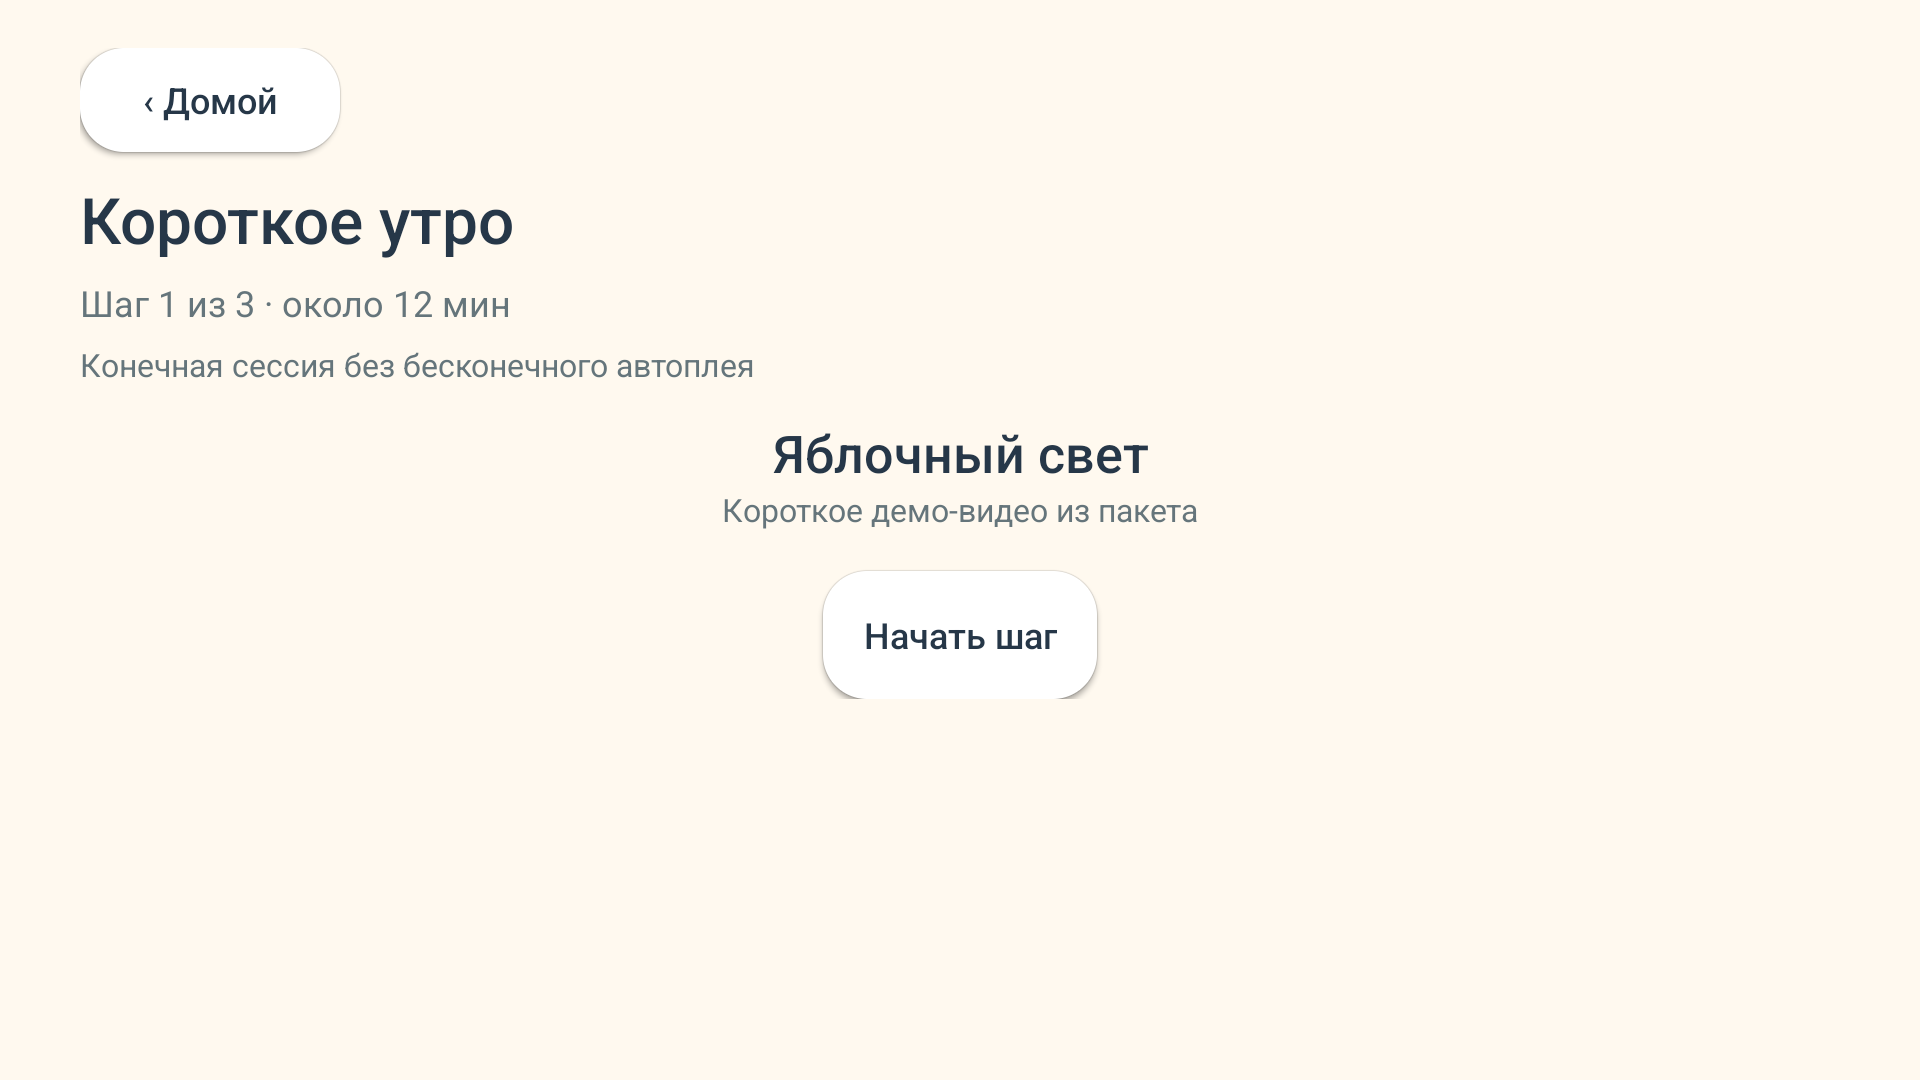 ‹ Домой
Короткое утро
Шаг 1 из 3 · около 12 мин
Конечная сессия без бесконечного автоплея
Яблочный свет
Короткое демо-видео из пакета
Начать шаг